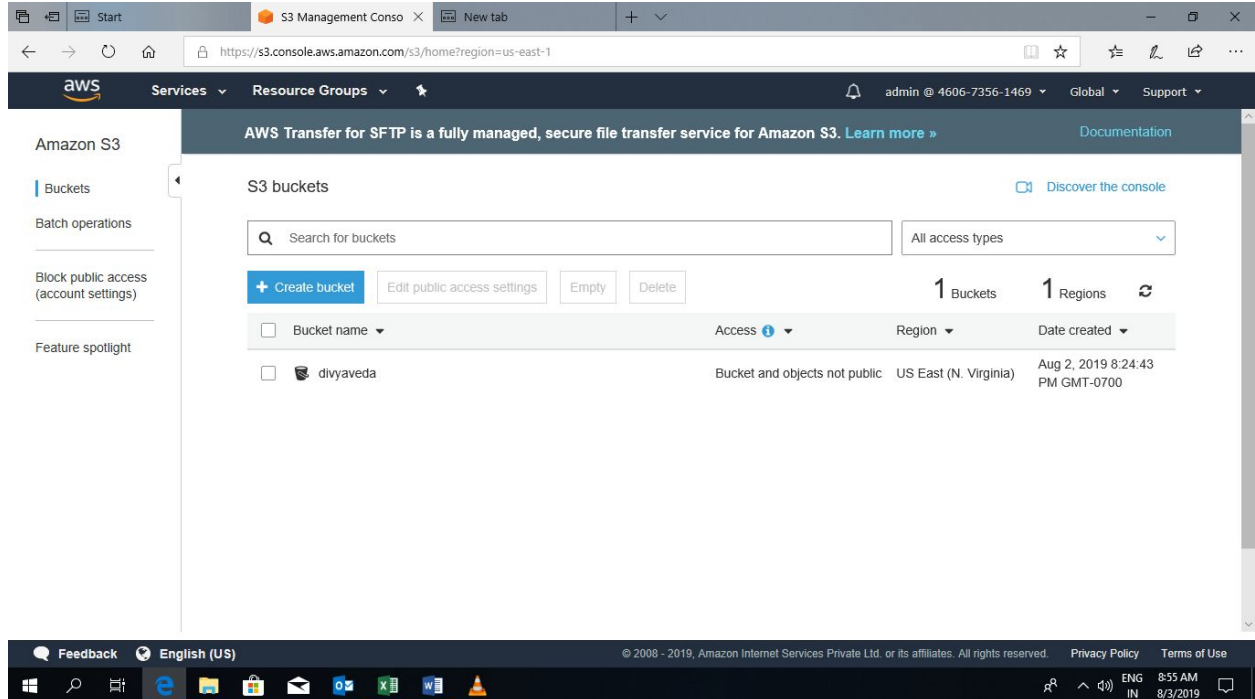 Start
S3 Management Conso
New tab
https://s3.console.aws.amazon.com/s3/home?region=us-east-1
aws Services Resource Groups admin @ 4606-7356-1469 Global Support
Amazon S3
Buckets
Batch operations
Block public access
(account settings)
Feature spotlight
AWS Transfer for SFTP is a fully managed, secure file transfer service for Amazon S3. Learn more » Documentation
S3 buckets Discover the console
Search for buckets All access types
+ Create bucket Edit public access settings Empty Delete 1 Buckets 1 Regions
Bucket name Access Region Date created
divyaveda Bucket and objects not public US East (N. Virginia) Aug 2, 2019 8:24:43
PM GMT-0700
Feedback English (US) © 2008 - 2019, Amazon Internet Services Private Ltd. or its affiliates. All rights reserved. Privacy Policy Terms of Use
ENG 8:55 AM
IN 8/3/2019